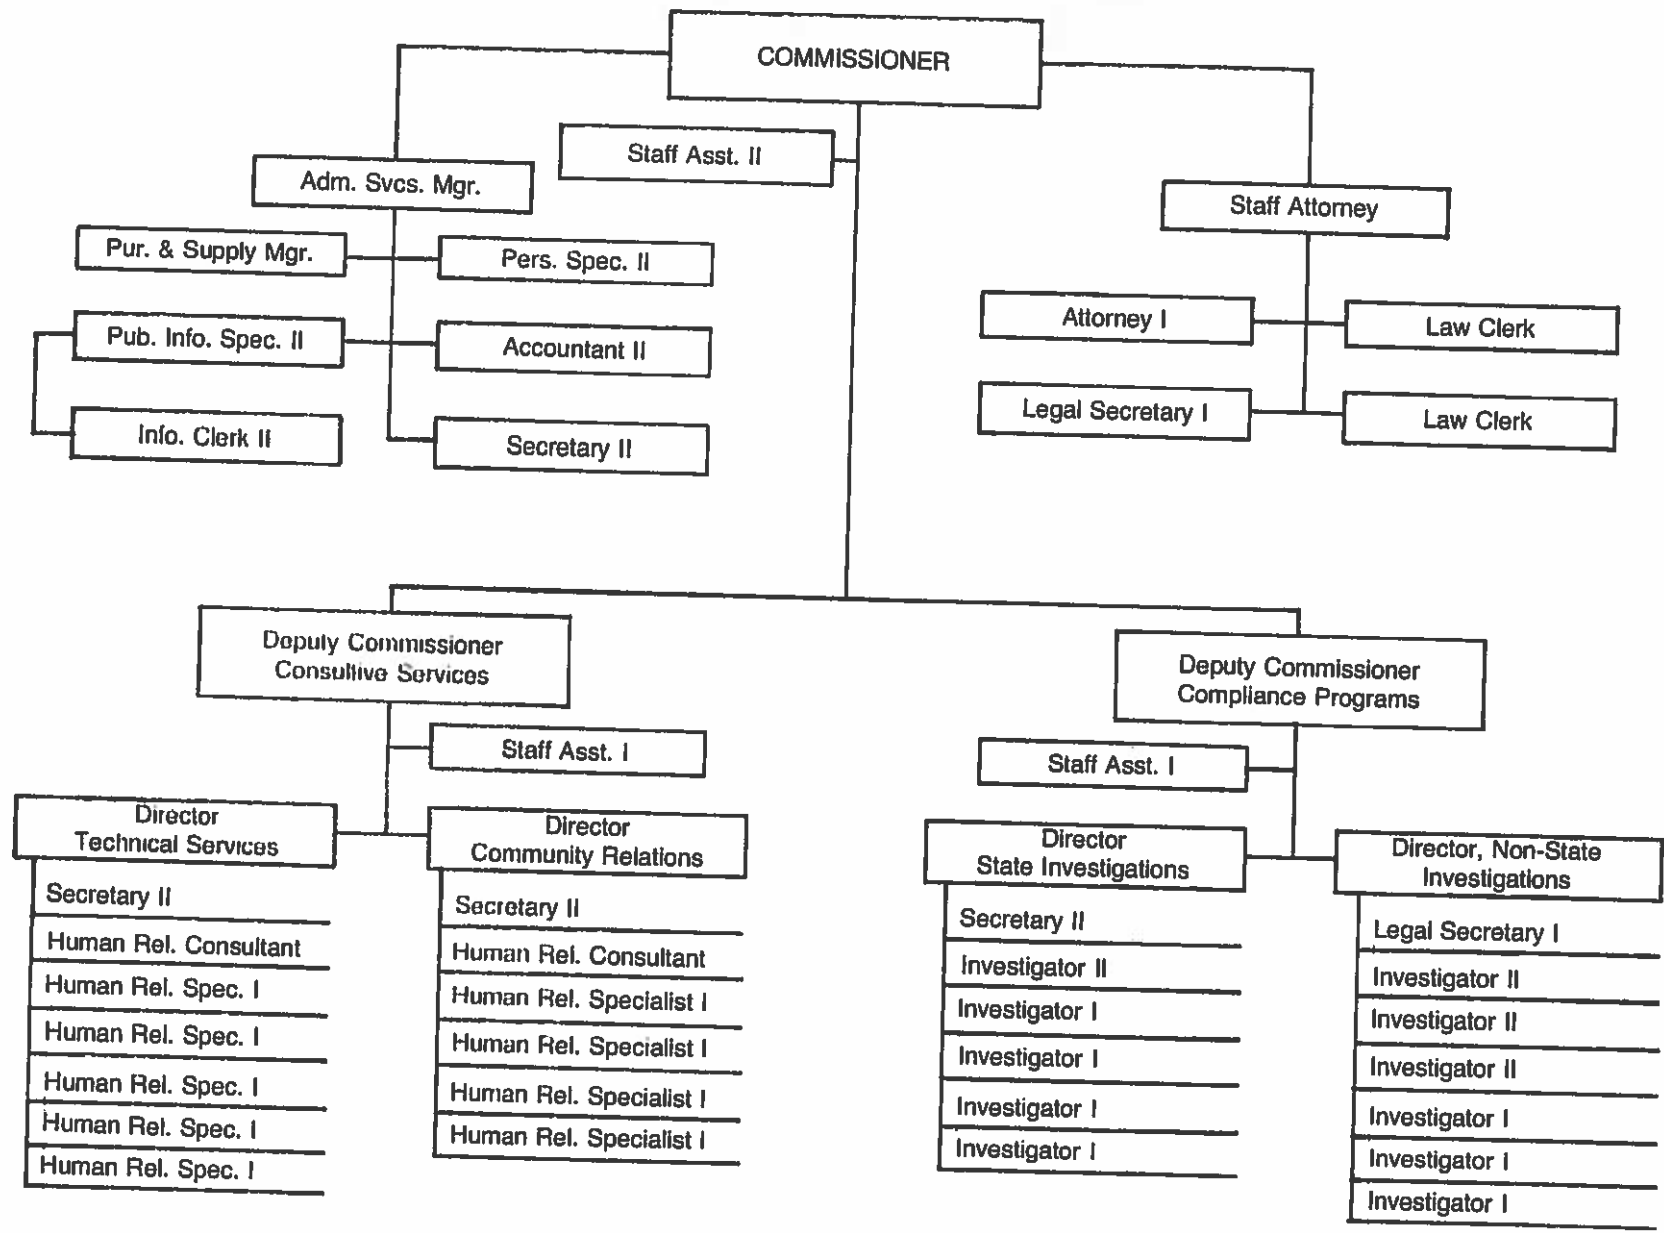 COMMISSIONER
Staff Asst. II
Adm. Svcs. Mgr.
Pur. & Supply Mgr.
Pers. Spec. II
Pub. Info. Spec. II
Accountant II
Info. Clerk II
Secretary II
Staff Attorney
Attorney I
Law Clerk
Legal Secretary I
Law Clerk
Deputy Commissioner
Consultive Services
Staff Asst. I
Director
Technical Services
Secretary II
Human Rel. Consultant
Human Rel. Spec. I
Human Rel. Spec. I
Human Rel. Spec. I
Human Rel. Spec. I
Human Rel. Spec. I
Director
Community Relations
Secretary II
Human Rel. Consultant
Human Rel. Specialist I
Human Rel. Specialist I
Human Rel. Specialist I
Human Rel. Specialist I
Deputy Commissioner
Compliance Programs
Staff Asst. I
Director
State Investigations
Secretary II
Investigator II
Investigator I
Investigator I
Investigator I
Investigator I
Director, Non-State
Investigations
Legal Secretary I
Investigator II
Investigator II
Investigator II
Investigator I
Investigator I
Investigator I